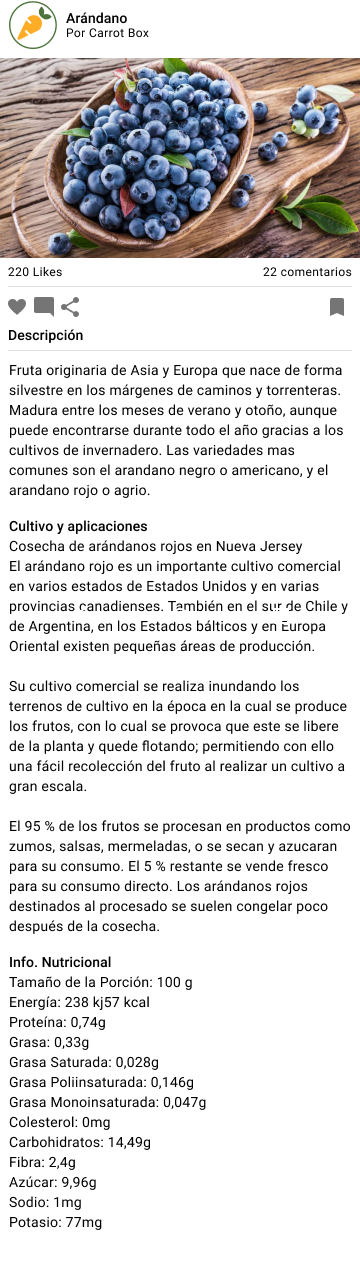 Arándano
Por Carrot Box
220 Likes
22 comentarios
Descripción
Fruta originaria de Asia y Europa que nace de forma
silvestre en los márgenes de caminos y torrenteras.
Madura entre los meses de verano y otoño, aunque
puede encontrarse durante todo el año gracias a los
cultivos de invernadero. Las variedades mas
comunes son el arandano negro o americano, y el
arandano rojo o agrio.
Cultivo y aplicaciones
Cosecha de arándanos rojos en Nueva Jersey
El arándano rojo es un importante cultivo comercial
en varios estados de Estados Unidos y en varias
provincias canadienses. También en el sur de Chile y
de Argentina, en los Estados bálticos y en Europa
Oriental existen pequeñas áreas de producción.
Su cultivo comercial se realiza inundando los
terrenos de cultivo en la época en la cual se produce
los frutos, con lo cual se provoca que este se libere
de la planta y quede flotando; permitiendo con ello
una fácil recolección del fruto al realizar un cultivo a
gran escala.
El 95 % de los frutos se procesan en productos como
zumos, salsas, mermeladas, o se secan y azucaran
para su consumo. El 5 % restante se vende fresco
para su consumo directo. Los arándanos rojos
destinados al procesado se suelen congelar poco
después de la cosecha.
Info. Nutricional
Tamaño de la Porción: 100 g
Energía: 238 kj57 kcal
Proteína: 0,74g
Grasa: 0,33g
Grasa Saturada: 0,028g
Grasa Poliinsaturada: 0,146g
Grasa Monoinsaturada: 0,047g
Colesterol: 0mg
Carbohidratos: 14,49g
Fibra: 2,4g
Azúcar: 9,96g
Sodio: 1mg
Potasio: 77mg